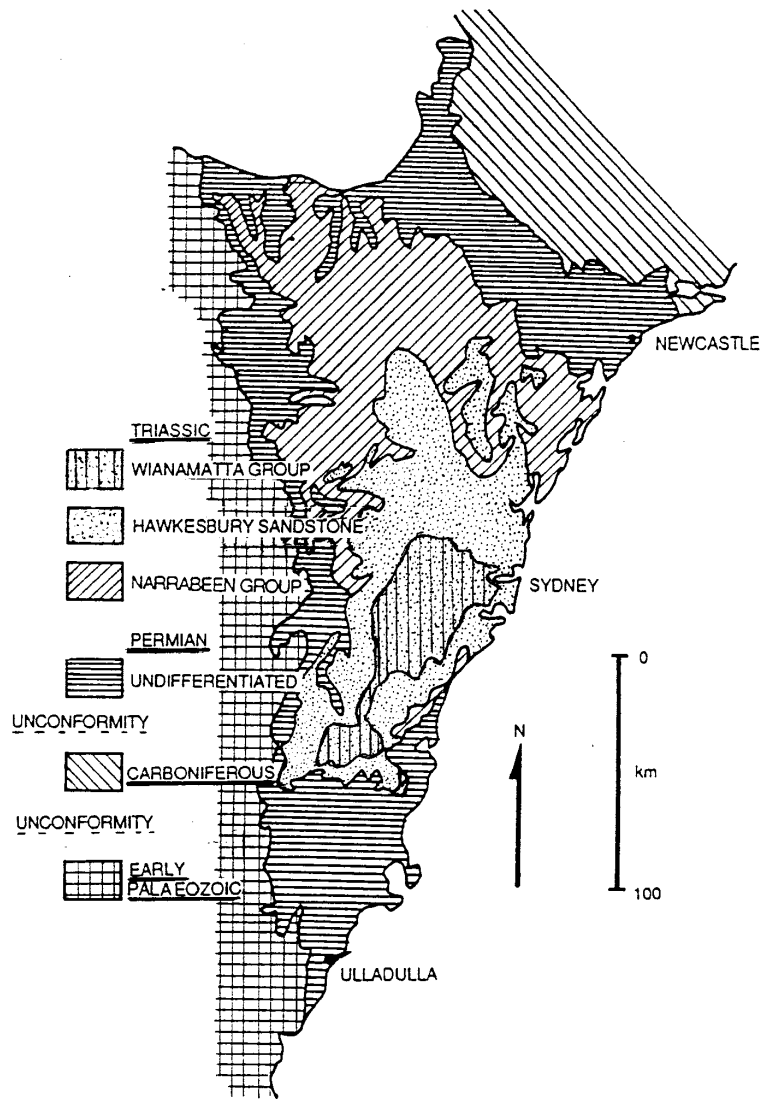 NEWCASTLE
TRIASSIC
WIANAMATTA GROUP
HAWKESBURY SANDSTONE
NARRABEEN GROUP
SYDNEY
PERMIAN
UNDIFFERENTIATED
UNCONFORMITY
CARBONIFEROUS
UNCONFORMITY
EARLY
PALAEOZOIC
0
N
km
100
ULLADULLA